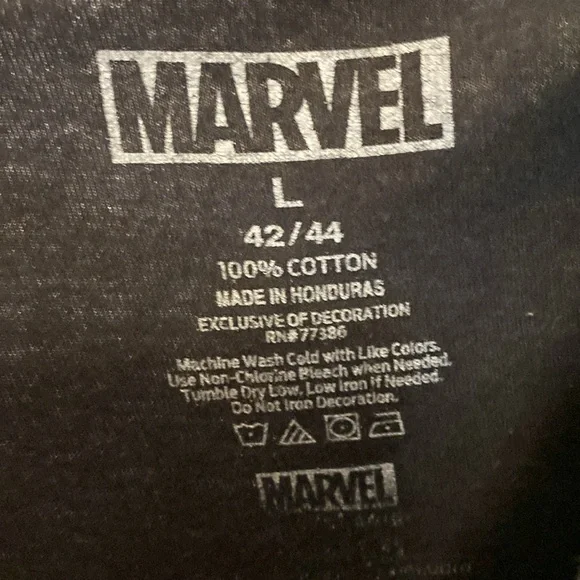 MARVEL
L
42/44
100% COTTON
MADE IN HONDURAS
EXCLUSIVE OF DECORATION
RN#77386
Machine Wash Cold with Like Colors.
Use Non-Chlorine Bleach when Needed.
Tumble Dry Low, Low Iron if Needed.
Do Not Iron Decoration.
MARVEL